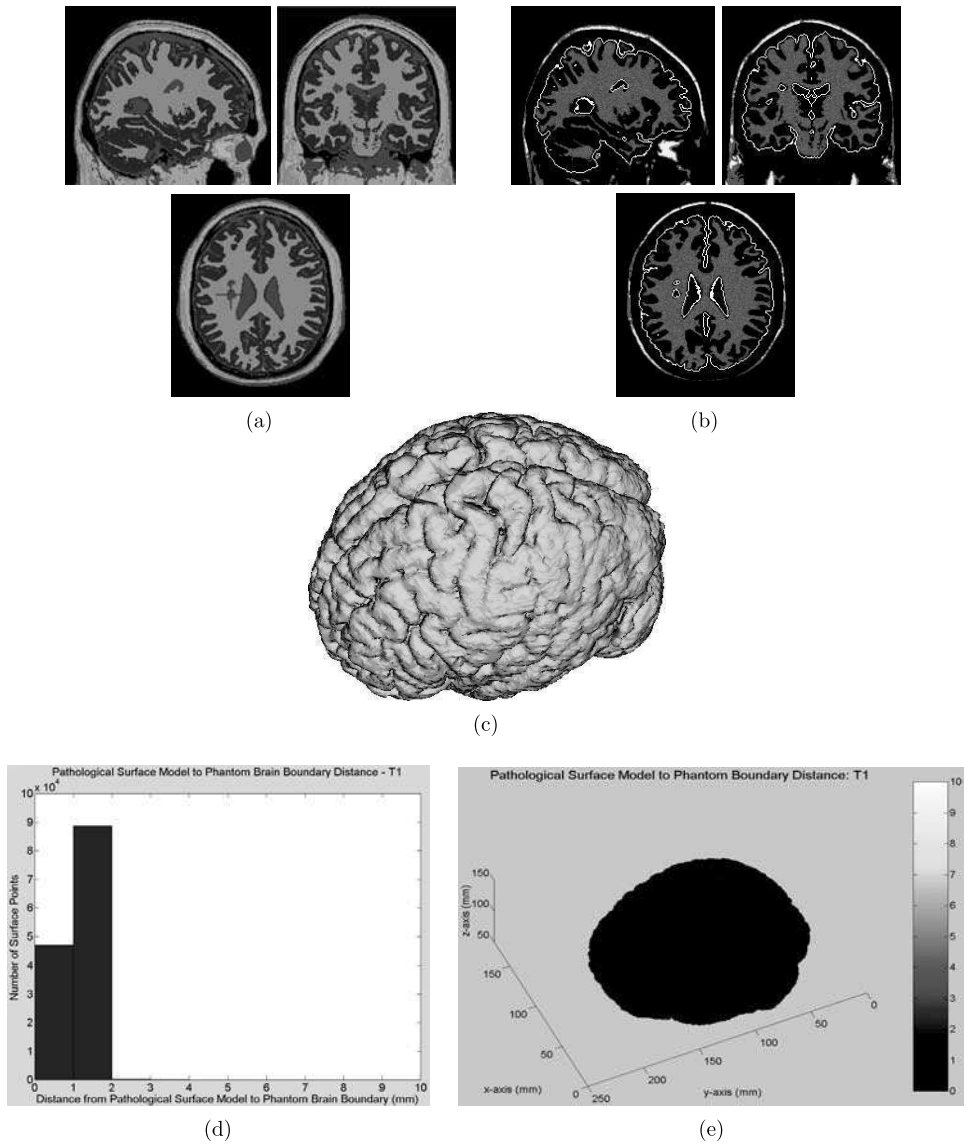 (a)
(b)
(c)
Pathological Surface Model to Phantom Brain Boundary Distance - T1
x 10^4
10
9
8
7
6
5
4
3
2
1
0
Number of Surface Points
0 1 2 3 4 5 6 7 8 9 10
Distance from Pathological Surface Model to Phantom Brain Boundary (mm)
(d)
Pathological Surface Model to Phantom Boundary Distance: T1
10
9
8
7
6
5
4
3
2
1
0
z-axis (mm)
150
100
50
150
100
50
0
x-axis (mm)
250
200
150
100
50
0
y-axis (mm)
(e)